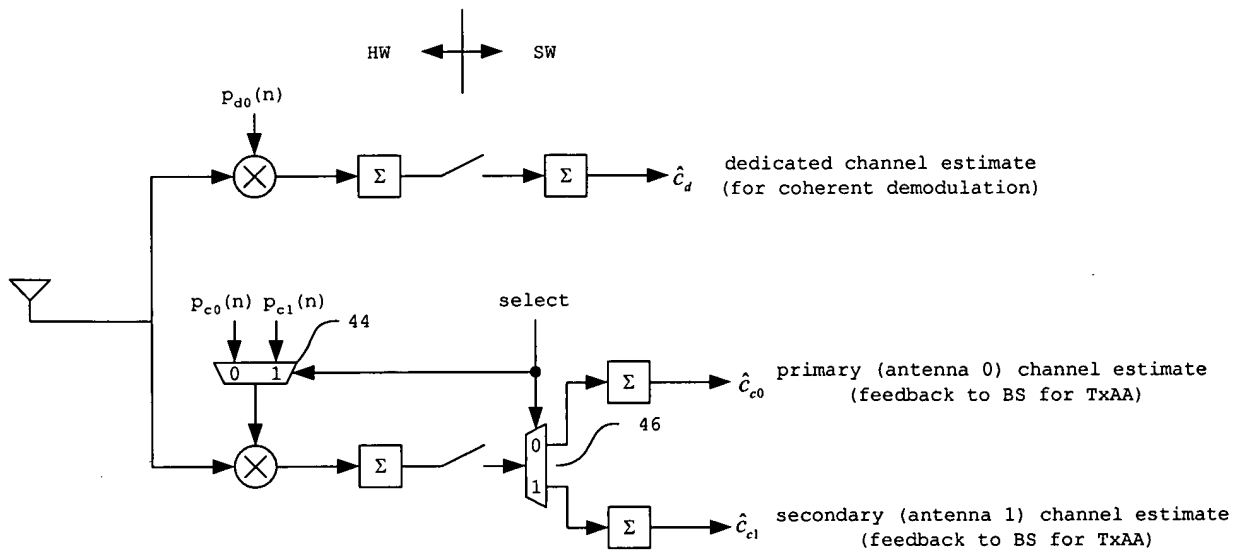 HW SW
p_d0(n)
Σ Σ ĉ_d dedicated channel estimate
(for coherent demodulation)
p_c0(n) p_c1(n) 44 select
0 1
Σ ĉ_c0 primary (antenna 0) channel estimate
(feedback to BS for TxAA)
Σ 0 46
1
Σ ĉ_c1 secondary (antenna 1) channel estimate
(feedback to BS for TxAA)